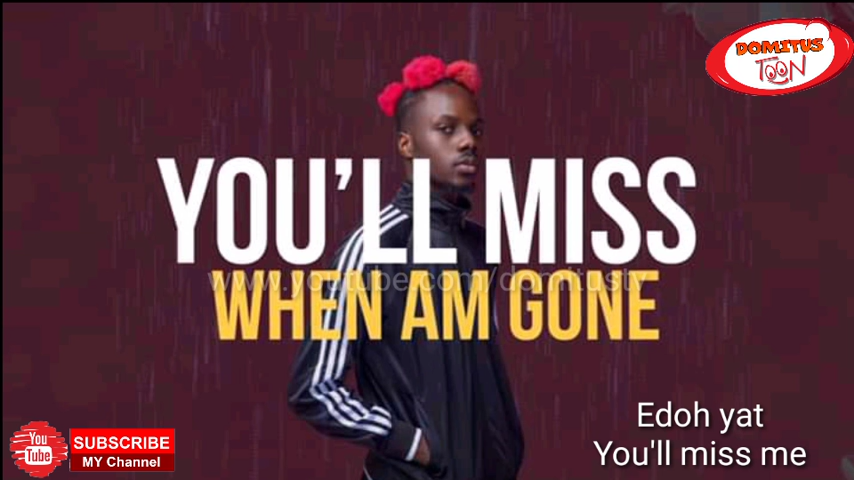 DOMITUS
TOON
YOU'LL MISS
www.youtube.com/domitustv
WHEN AM GONE
Edoh yat
You'll miss me
You
Tube
SUBSCRIBE
MY Channel